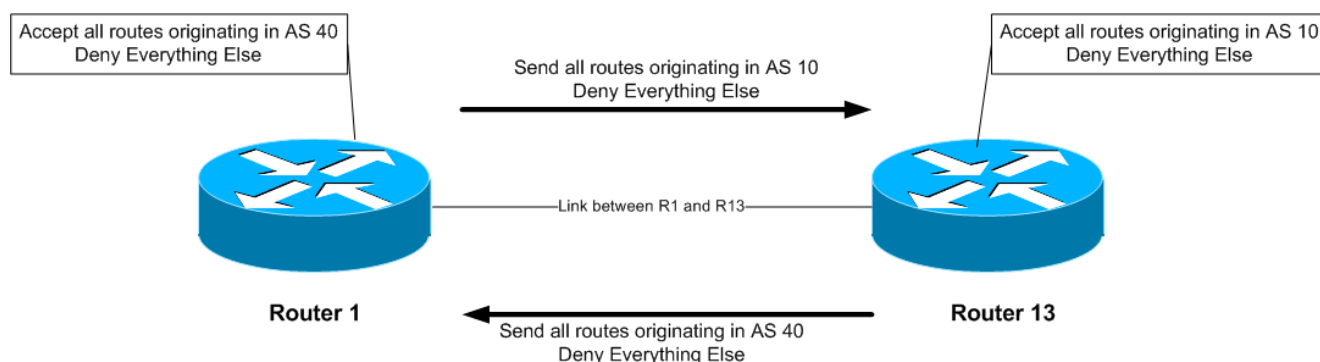 Accept all routes originating in AS 40
Deny Everything Else
Accept all routes originating in AS 10
Deny Everything Else
Send all routes originating in AS 10
Deny Everything Else
Link between R1 and R13
Router 1
Router 13
Send all routes originating in AS 40
Deny Everything Else